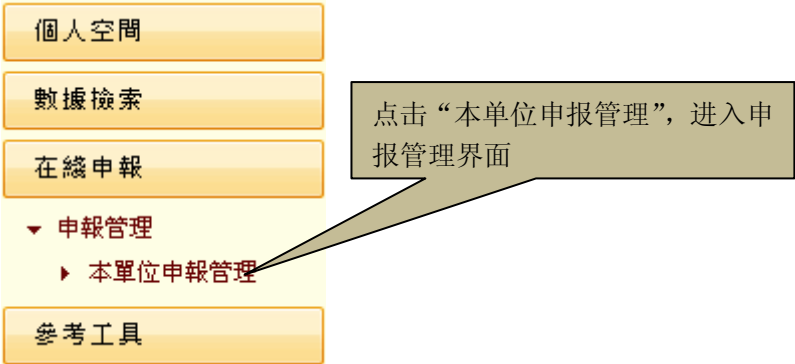 個人空間
數據檢索
在綫申報
申報管理
本單位申報管理
參考工具
点击“本单位申报管理”，进入申
报管理界面